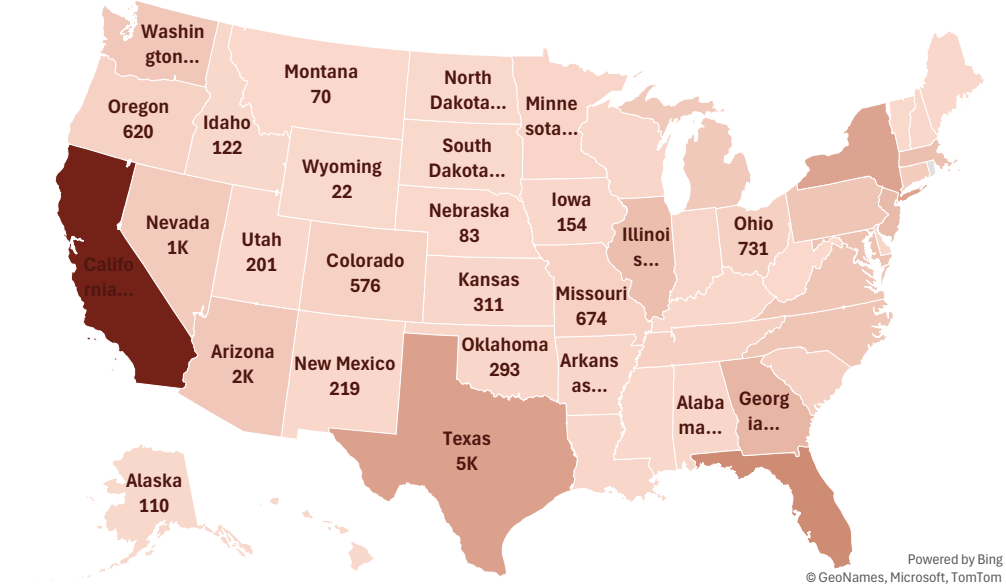 Washin
gton...
Montana
70
North
Dakota...
Minne
sota...
Oregon
620
Idaho
122
South
Dakota...
Wyoming
22
Nebraska
83
Iowa
154
Nevada
1K
Utah
201
Colorado
576
Illinoi
s...
Ohio
731
Califo
rnia...
Kansas
311
Missouri
674
Arizona
2K
New Mexico
219
Oklahoma
293
Arkans
as...
Alaba
ma...
Georg
ia...
Texas
5K
Alaska
110
Powered by Bing
© GeoNames, Microsoft, TomTom